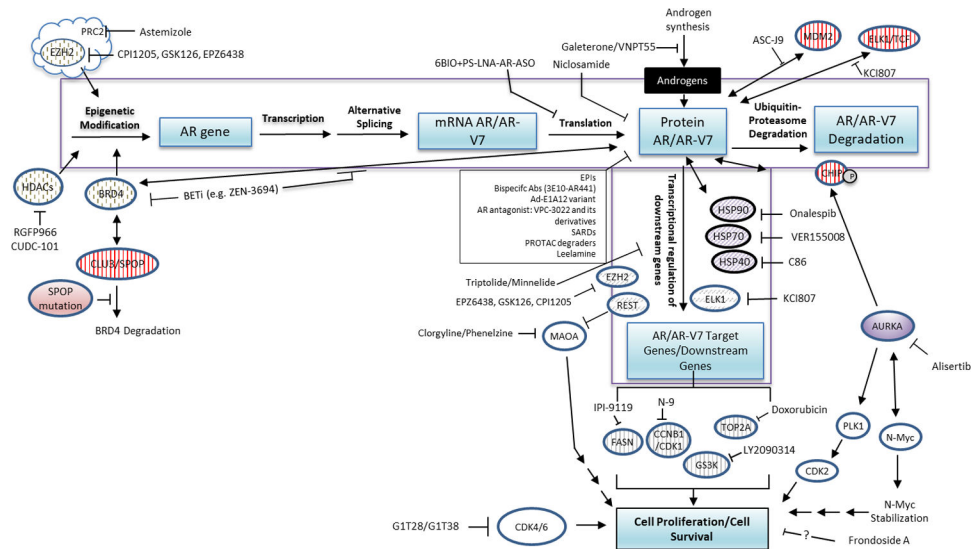 PRC2
Astemizole
EZH2
CPI1205, GSK126, EPZ6438
Androgen
synthesis
Galeterone/VNPT55
ASC-J9
MDM2
ELK1/TCF
KCI807
6BIO+PS-LNA-AR-ASO
Niclosamide
Androgens
Epigenetic
Modification
AR gene
Transcription
Alternative
Splicing
mRNA AR/AR-
V7
Translation
Protein
AR/AR-V7
Ubiquitin-
Proteasome
Degradation
AR/AR-V7
Degradation
CHIP
P
HDACs
BRD4
BETi (e.g. ZEN-3694)
RGFP966
CUDC-101
CLU3/SPOP
SPOP
mutation
BRD4 Degradation
EPIs
Bispecifc Abs (3E10-AR441)
Ad-E1A12 variant
AR antagonist: VPC-3022 and its
derivatives
SARDs
PROTAC degraders
Leelamine
Transcriptional regulation of
downstream genes
HSP90
Onalespib
HSP70
VER155008
HSP40
C86
Triptolide/Minnelide
EZH2
EPZ6438, GSK126, CPI1205
REST
ELK1
KCI807
Clorgyline/Phenelzine
MAOA
AR/AR-V7 Target
Genes/Downstream
Genes
AURKA
Alisertib
IPI-9119
N-9
Doxorubicin
FASN
CCNB1
/CDK1
TOP2A
GS3K
LY2090314
PLK1
N-Myc
CDK2
N-Myc
Stabilization
G1T28/G1T38
CDK4/6
Cell Proliferation/Cell
Survival
?
Frondoside A